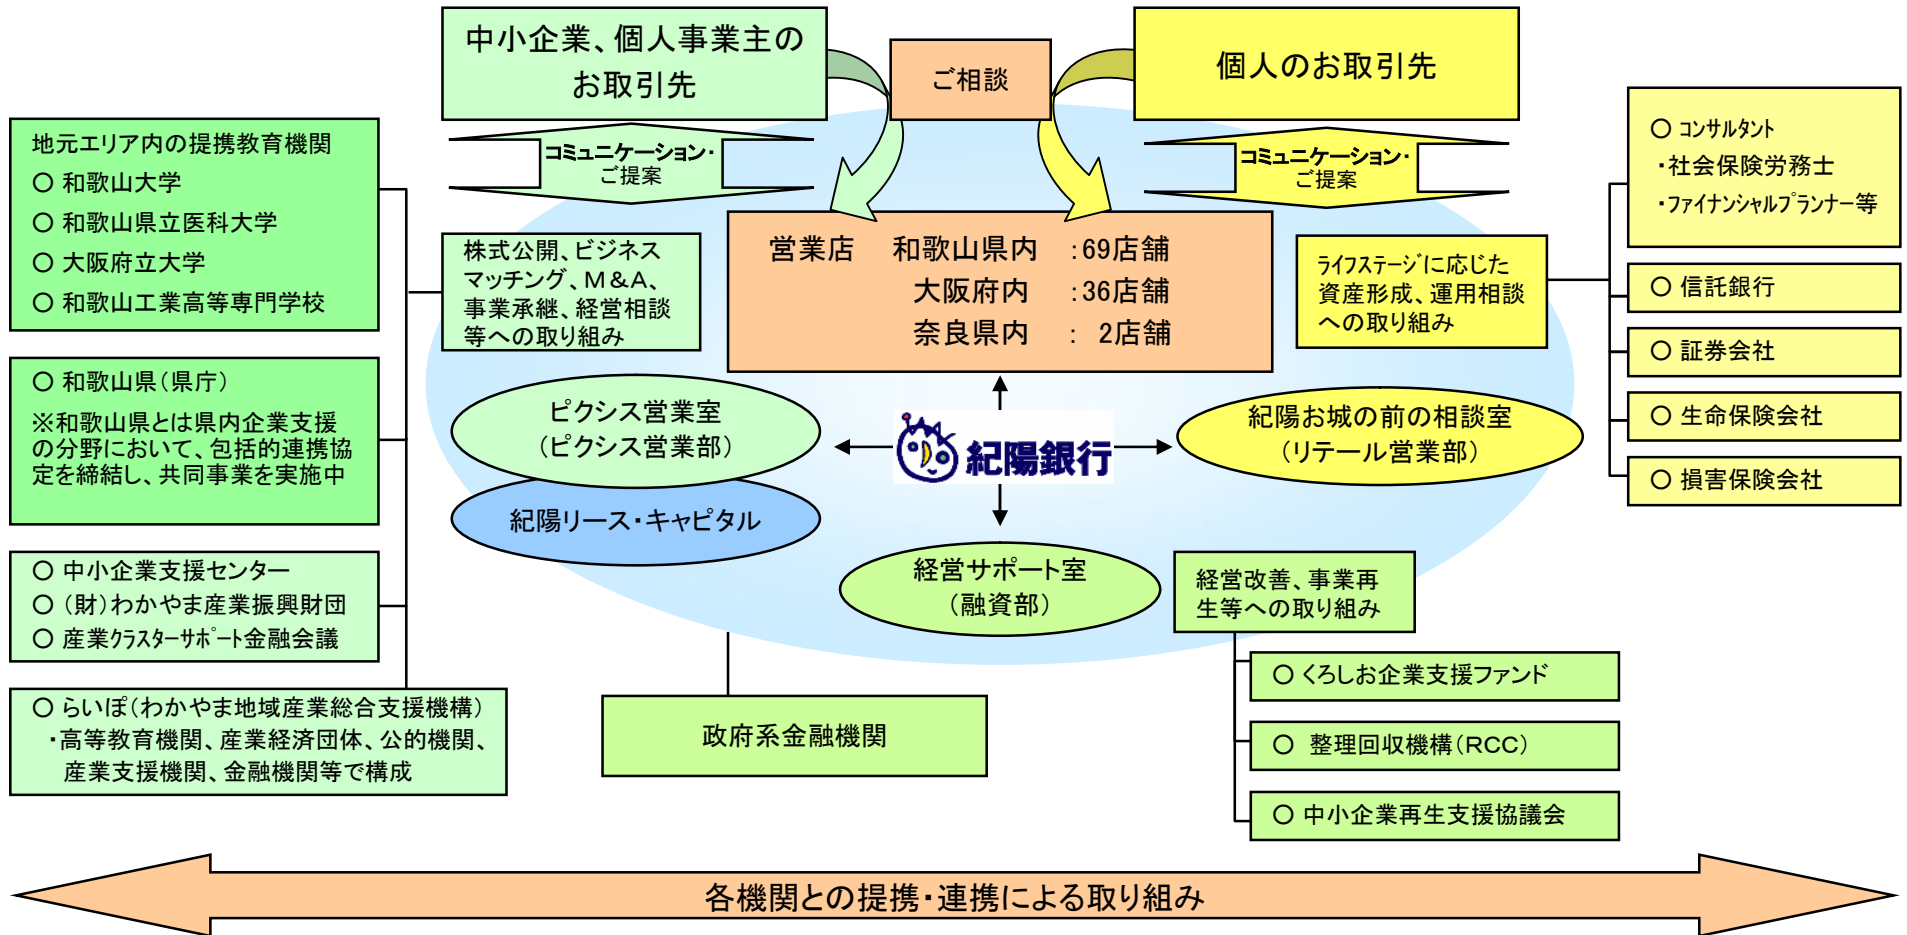 中小企業、個人事業主の
お取引先
ご相談
個人のお取引先
コミュニケーション・
ご提案
コミュニケーション・
ご提案
地元エリア内の提携教育機関
○ 和歌山大学
○ 和歌山県立医科大学
○ 大阪府立大学
○ 和歌山工業高等専門学校
○ 和歌山県(県庁)
※和歌山県とは県内企業支援
の分野において、包括的連携協
定を締結し、共同事業を実施中
○ 中小企業支援センター
○ (財)わかやま産業振興財団
○ 産業クラスターサポート金融会議
○ らいぽ(わかやま地域産業総合支援機構)
・高等教育機関、産業経済団体、公的機関、
産業支援機関、金融機関等で構成
株式公開、ビジネス
マッチング、M&A、
事業承継、経営相談
等への取り組み
営業店 和歌山県内 :69店舗
大阪府内 :36店舗
奈良県内 : 2店舗
ライフステージに応じた
資産形成、運用相談
への取り組み
○ コンサルタント
・社会保険労務士
・ファイナンシャルプランナー等
○ 信託銀行
○ 証券会社
○ 生命保険会社
○ 損害保険会社
ピクシス営業室
(ピクシス営業部)
紀陽リース・キャピタル
紀陽銀行
紀陽お城の前の相談室
(リテール営業部)
経営サポート室
(融資部)
経営改善、事業再
生等への取り組み
○ くろしお企業支援ファンド
○ 整理回収機構(RCC)
○ 中小企業再生支援協議会
政府系金融機関
各機関との提携・連携による取り組み